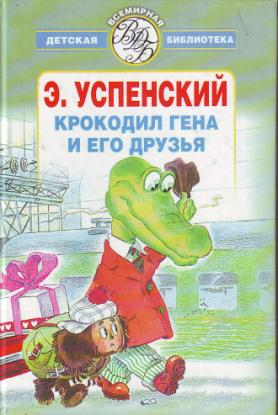 ВСЕМИРНАЯ
ДЕТСКАЯ
ВДБ
БИБЛИОТЕКА
Э. УСПЕНСКИЙ
КРОКОДИЛ ГЕНА
И ЕГО ДРУЗЬЯ